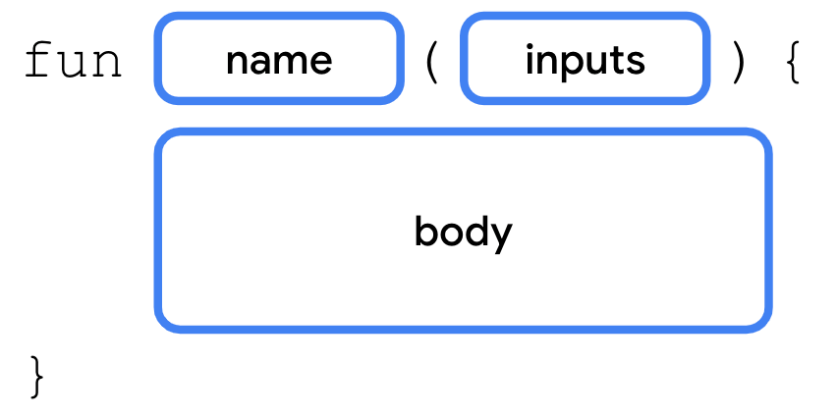 fun name ( inputs ) {
body
}